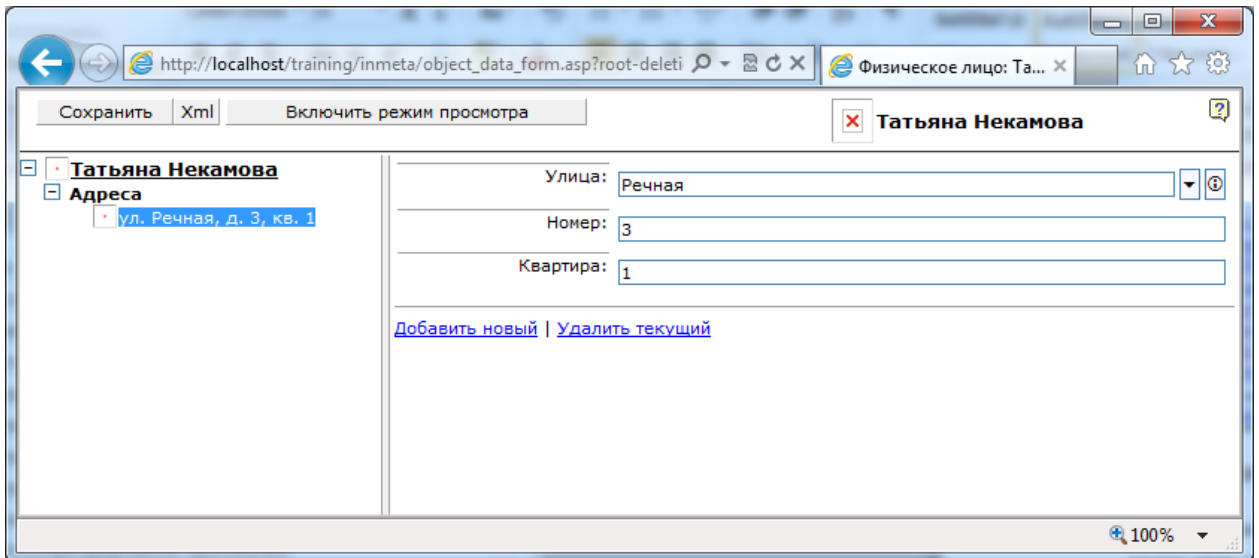 http://localhost/training/inmeta/object_data_form.asp?root-deleti
Физическое лицо: Та...
Сохранить Xml Включить режим просмотра
Татьяна Некамова
Татьяна Некамова
Адреса
ул. Речная, д. 3, кв. 1
Улица: Речная
Номер: 3
Квартира: 1
Добавить новый | Удалить текущий
100%